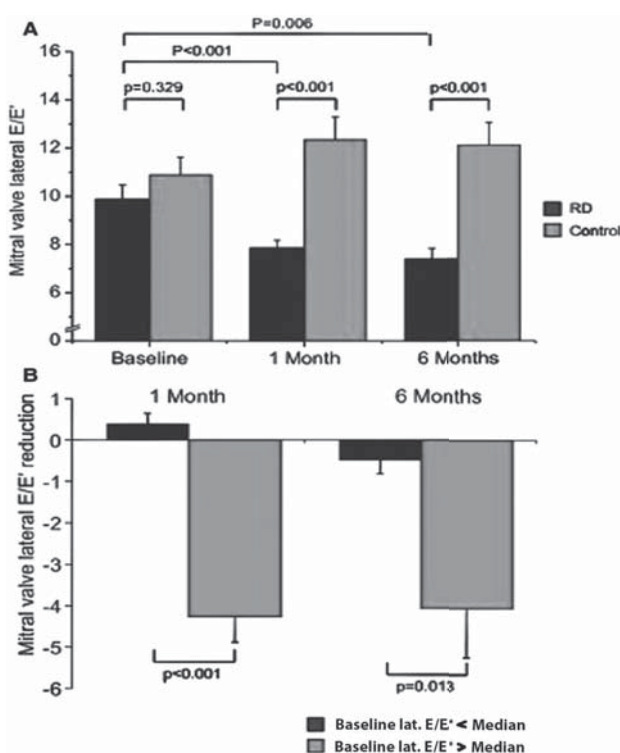 A
P=0.006
P<0.001
p=0.329
p<0.001
p<0.001
16
14
12
10
8
6
0
Mitral valve lateral E/E'
RD
Control
Baseline
1 Month
6 Months
B
1 Month
6 Months
1
0
-1
-2
-3
-4
-5
-6
Mitral valve lateral E/E' reduction
p<0.001
p=0.013
Baseline lat. E/E' < Median
Baseline lat. E/E' > Median